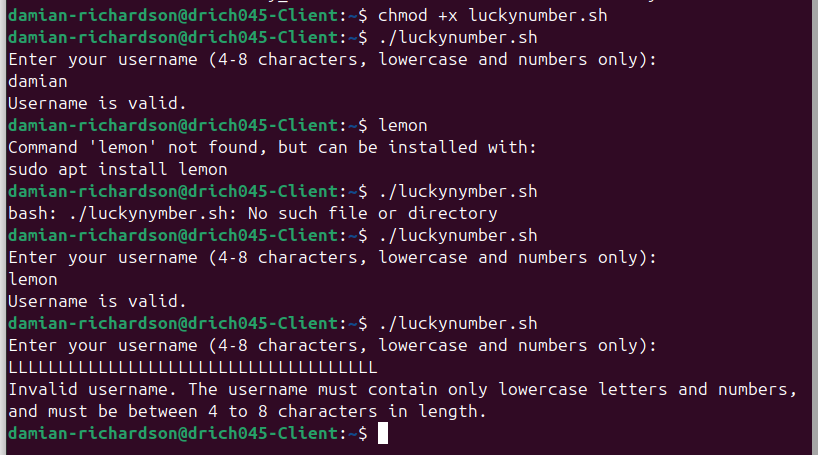 damian-richardson@drich045-Client:~$ chmod +x luckynumber.sh
damian-richardson@drich045-Client:~$ ./luckynumber.sh
Enter your username (4-8 characters, lowercase and numbers only):
damian
Username is valid.
damian-richardson@drich045-Client:~$ lemon
Command 'lemon' not found, but can be installed with:
sudo apt install lemon
damian-richardson@drich045-Client:~$ ./luckynymber.sh
bash: ./luckynymber.sh: No such file or directory
damian-richardson@drich045-Client:~$ ./luckynumber.sh
Enter your username (4-8 characters, lowercase and numbers only):
lemon
Username is valid.
damian-richardson@drich045-Client:~$ ./luckynumber.sh
Enter your username (4-8 characters, lowercase and numbers only):
LLLLLLLLLLLLLLLLLLLLLLLLLLLLLLLLLLLLL
Invalid username. The username must contain only lowercase letters and numbers,
and must be between 4 to 8 characters in length.
damian-richardson@drich045-Client:~$